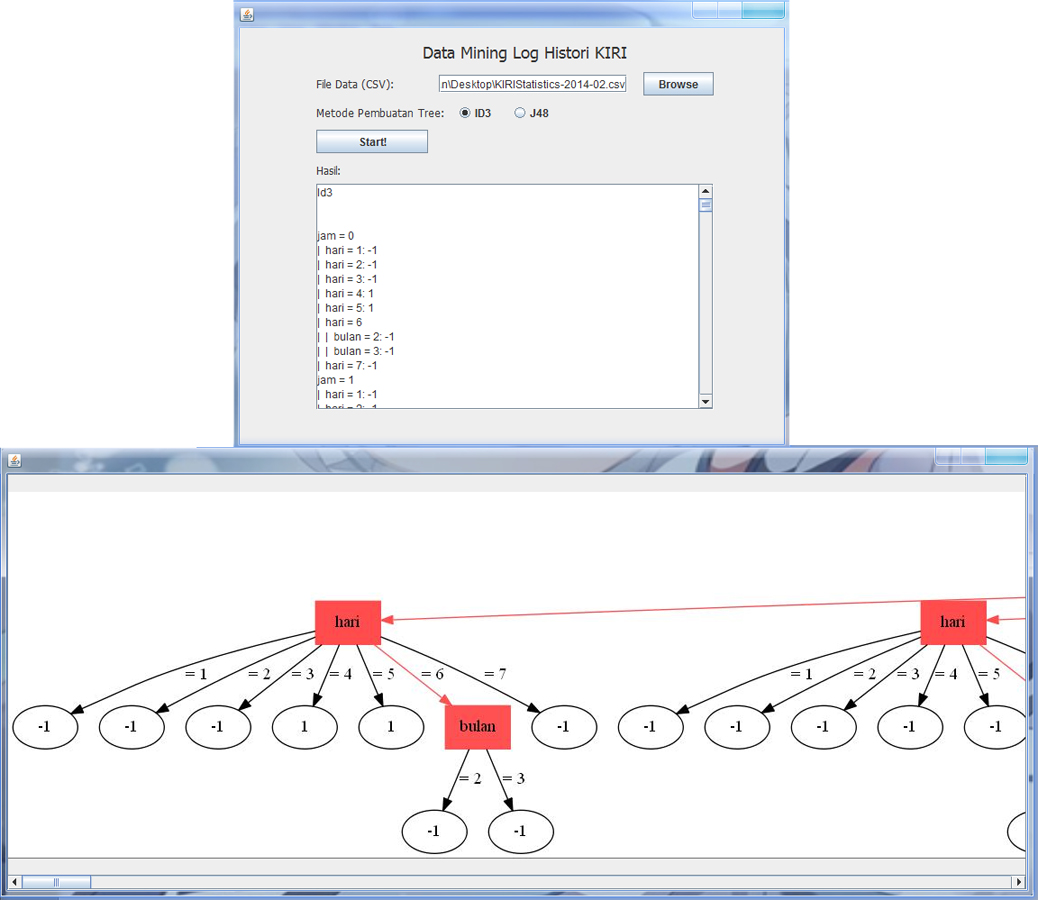 Data Mining Log Histori KIRI
File Data (CSV): n\Desktop\KIRIStatistics-2014-02.csv Browse
Metode Pembuatan Tree: ID3 J48
Start!
Hasil:
Id3
jam = 0
| hari = 1: -1
| hari = 2: -1
| hari = 3: -1
| hari = 4: 1
| hari = 5: 1
| hari = 6
| | bulan = 2: -1
| | bulan = 3: -1
| hari = 7: -1
jam = 1
| hari = 1: -1
| hari = 2: -1
hari hari
= 1 = 2 = 3 = 4 = 5 = 6 = 7 = 1 = 2 = 3 = 4 = 5
-1 -1 -1 1 1 bulan -1 -1 -1 -1 -1 -1
= 2 = 3
-1 -1